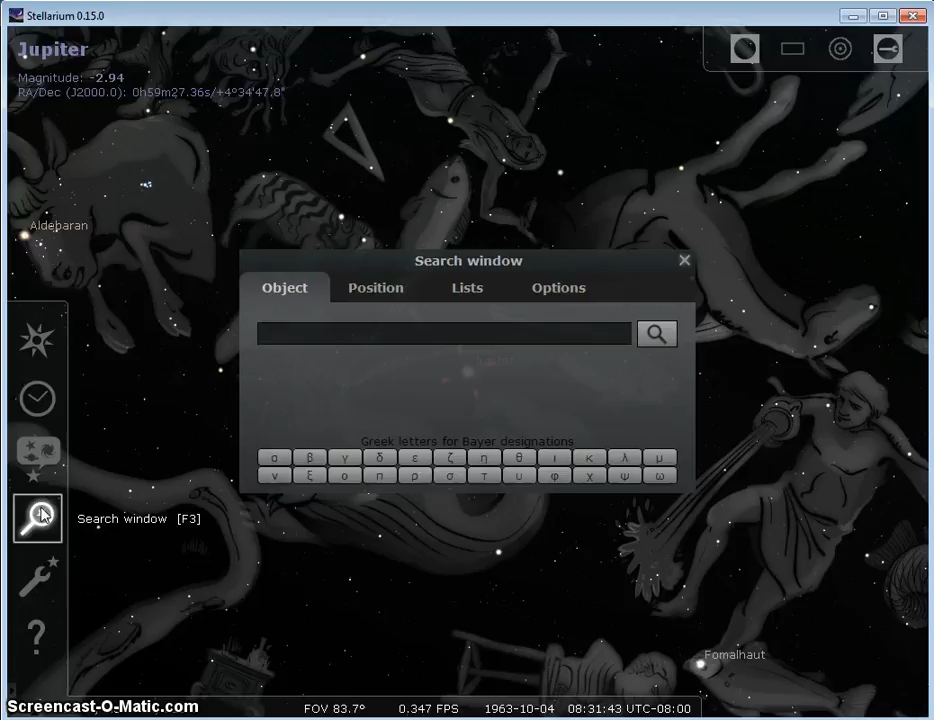 Stellarium 0.15.0
Jupiter
Magnitude: -2.94
RA/Dec (J2000.0): 0h59m27.36s/+4°34'47.8"
Aldebaran
Search window
Object Position Lists Options
Greek letters for Bayer designations
α β γ δ ε ζ η θ ι κ λ μ
ν ξ ο π ρ σ τ υ φ χ ψ ω
Search window [F3]
Fomalhaut
FOV 83.7° 0.347 FPS 1963-10-04 08:31:43 UTC-08:00
Screencast-O-Matic.com